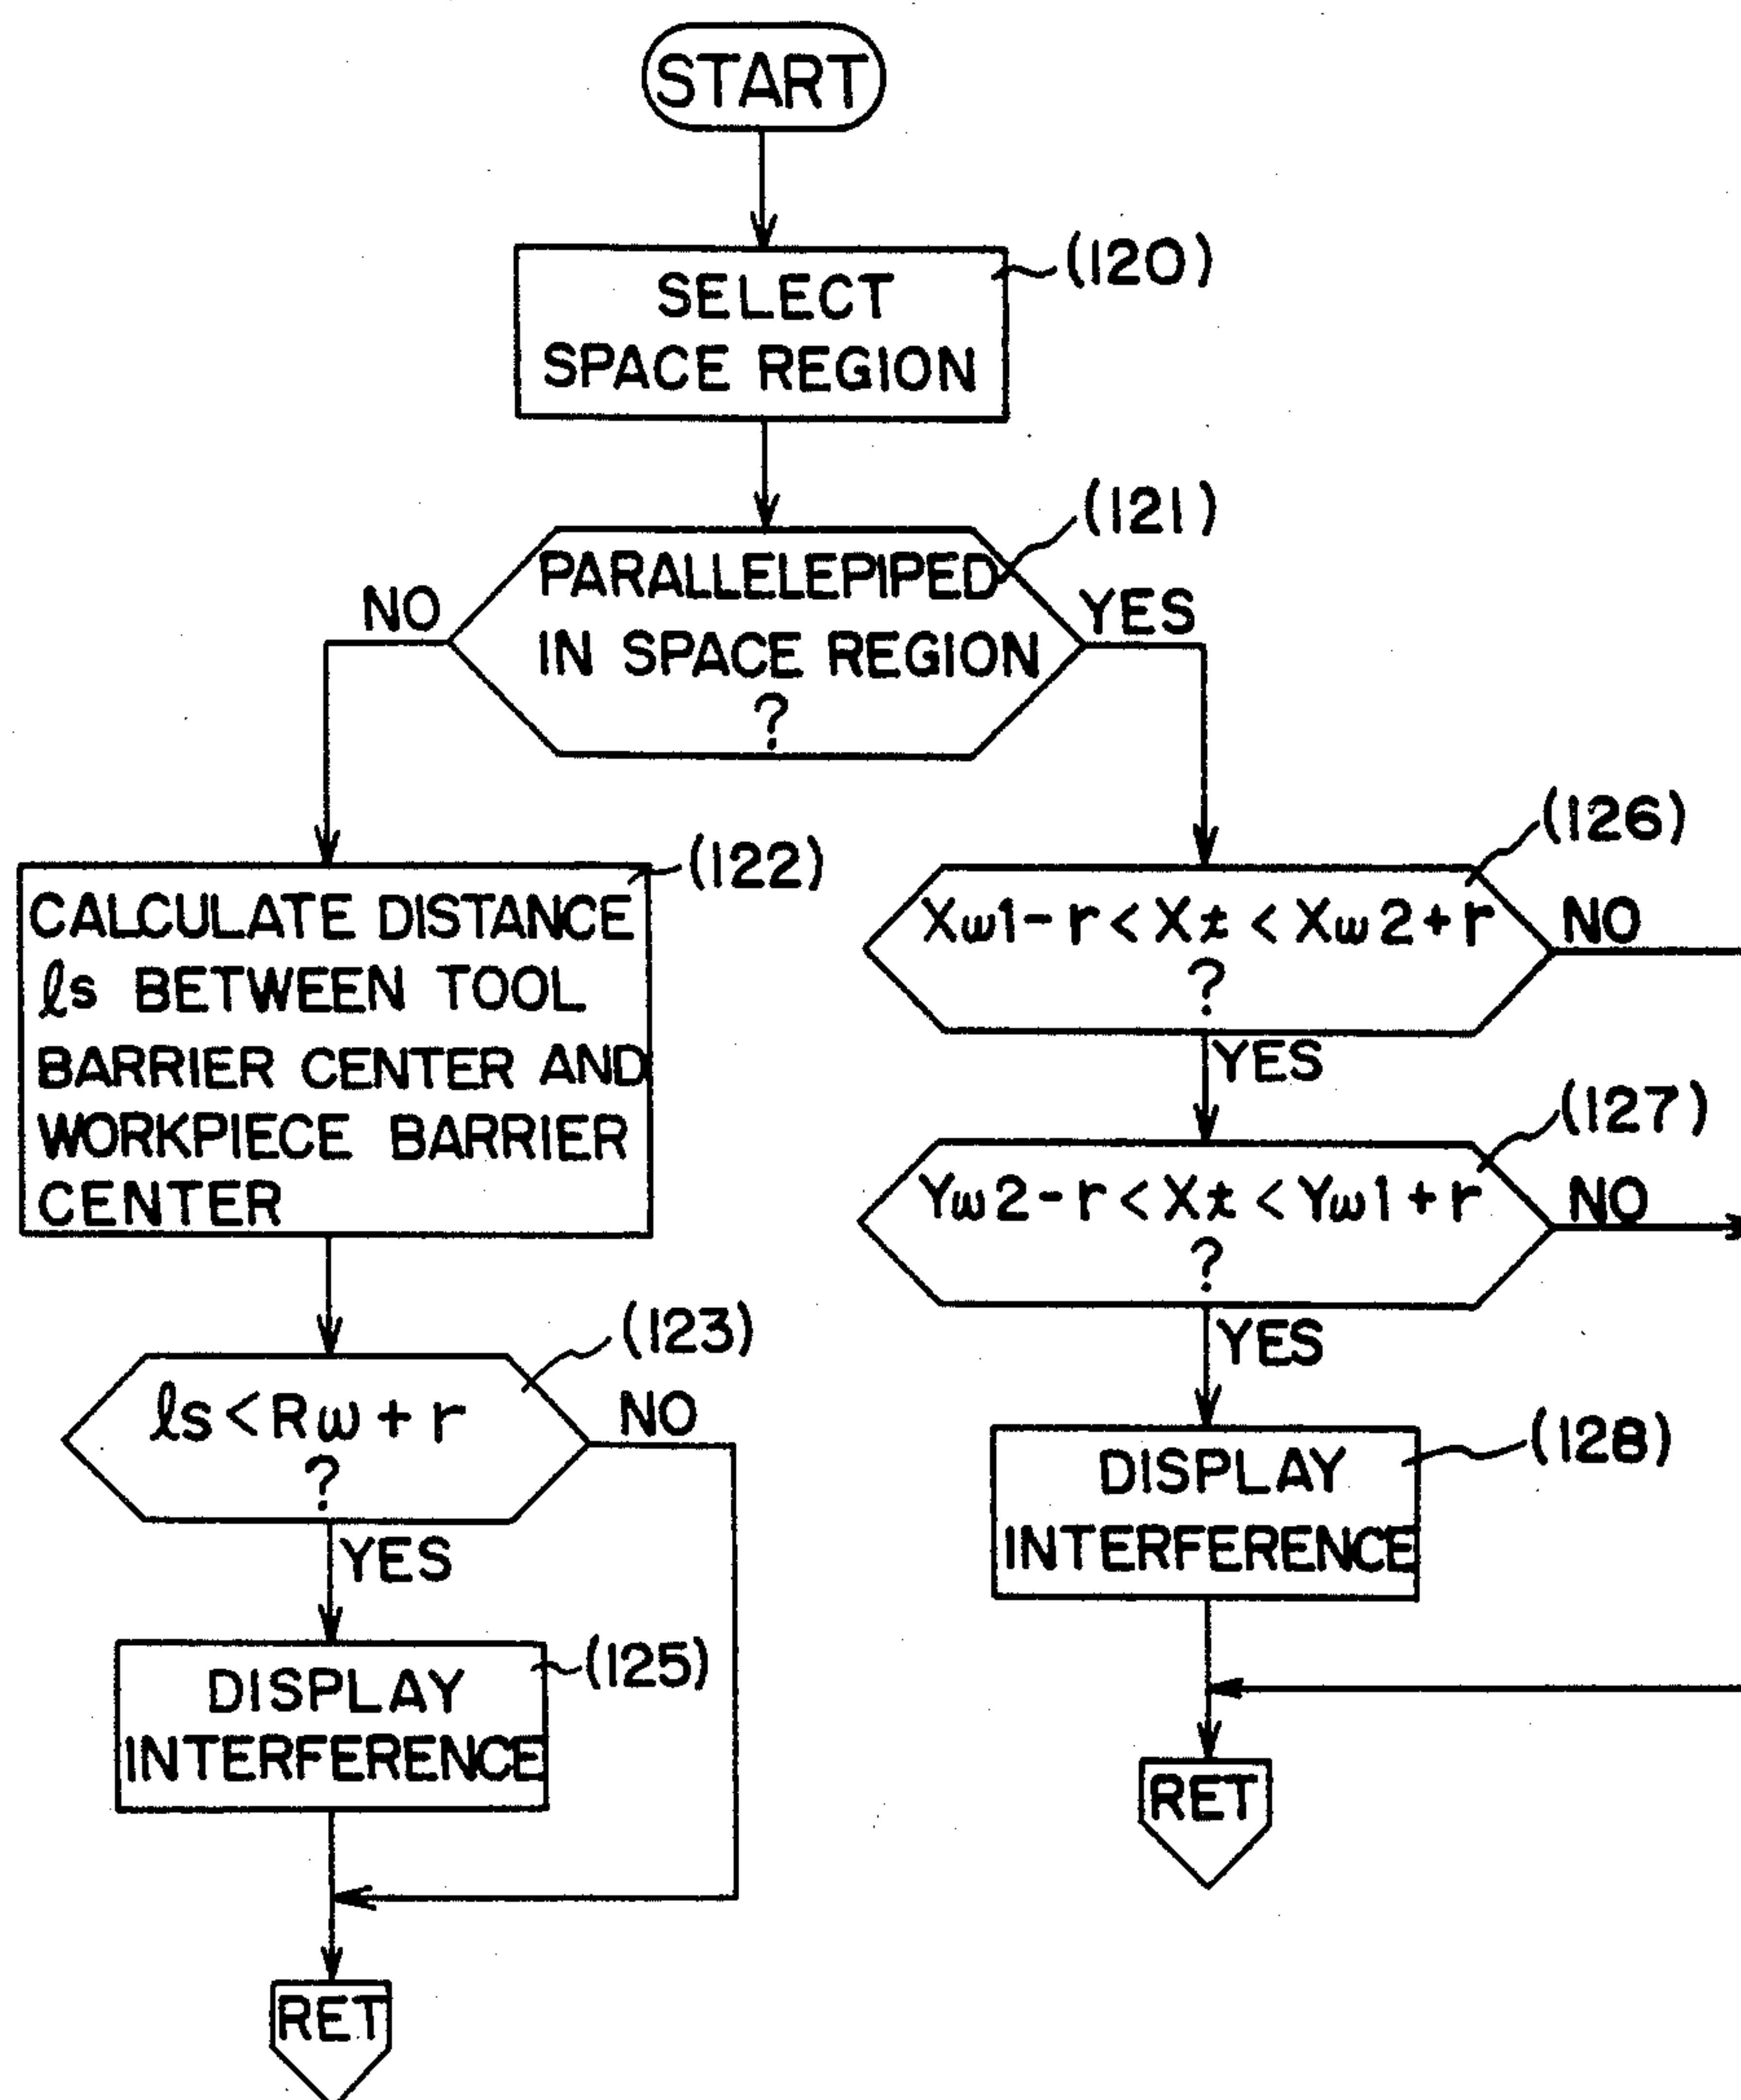 START
(120)
SELECT
SPACE REGION
(121)
PARALLELEPIPED
IN SPACE REGION
?
NO
YES
(122)
CALCULATE DISTANCE
ℓs BETWEEN TOOL
BARRIER CENTER AND
WORKPIECE BARRIER
CENTER
(123)
ℓs < Rω + r
?
NO
YES
(125)
DISPLAY
INTERFERENCE
RET
(126)
Xω1-r < Xt < Xω2+r
?
NO
YES
(127)
Yω2-r < Xt < Yω1+r
?
NO
YES
(128)
DISPLAY
INTERFERENCE
RET